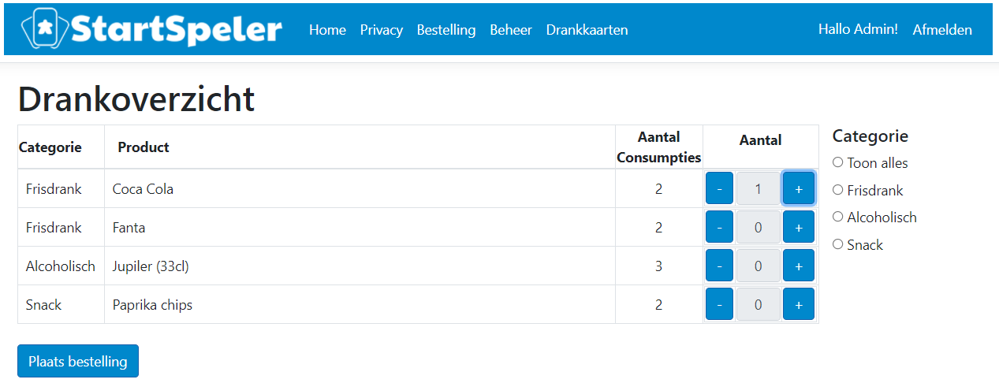 StartSpeler Home Privacy Bestelling Beheer Drankkaarten Hallo Admin! Afmelden
Drankoverzicht
Categorie Product Aantal Consumpties Aantal
Frisdrank Coca Cola 2 - 1 +
Frisdrank Fanta 2 - 0 +
Alcoholisch Jupiler (33cl) 3 - 0 +
Snack Paprika chips 2 - 0 +
Categorie
Toon alles
Frisdrank
Alcoholisch
Snack
Plaats bestelling